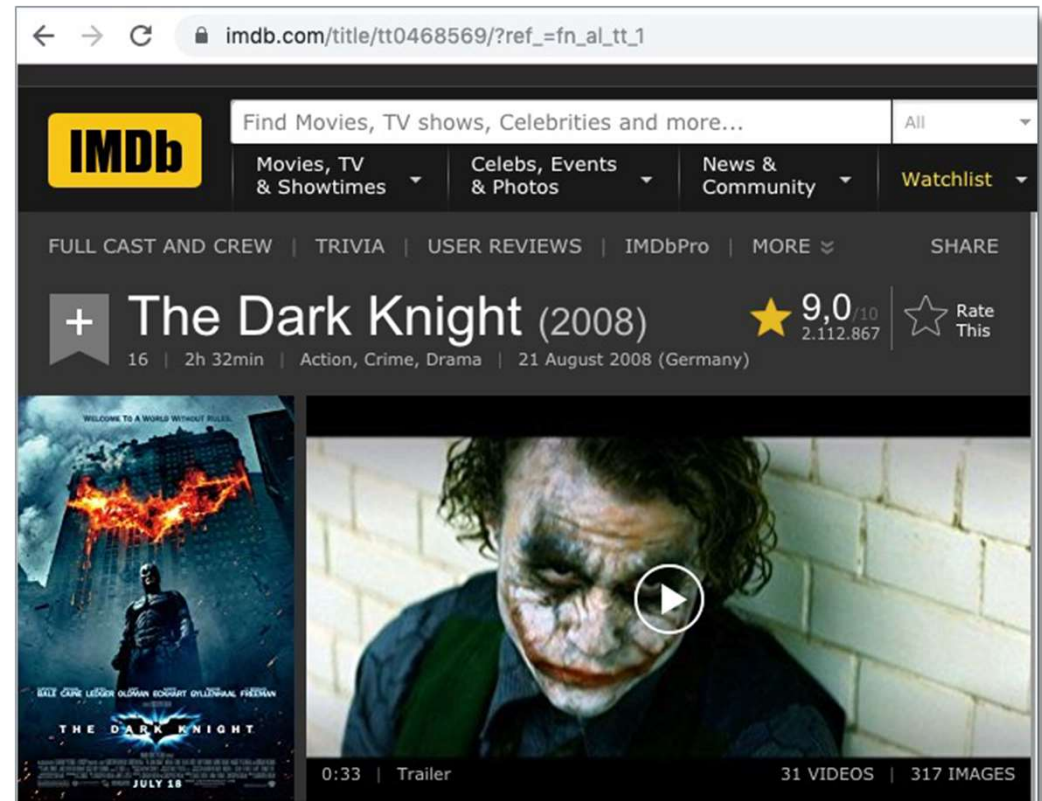 imdb.com/title/tt0468569/?ref_=fn_al_tt_1
IMDb
Find Movies, TV shows, Celebrities and more...
All
Movies, TV
& Showtimes
Celebs, Events
& Photos
News &
Community
Watchlist
FULL CAST AND CREW | TRIVIA | USER REVIEWS | IMDbPro | MORE
SHARE
+ The Dark Knight (2008)
9,0/10
2.112.867
Rate
This
16 | 2h 32min | Action, Crime, Drama | 21 August 2008 (Germany)
WELCOME TO A WORLD WITHOUT RULES.
BALE CAINE LEDGER OLDMAN ECKHART GYLLENHAAL FREEMAN
THE DARK KNIGHT
JULY 18
0:33 | Trailer
31 VIDEOS | 317 IMAGES